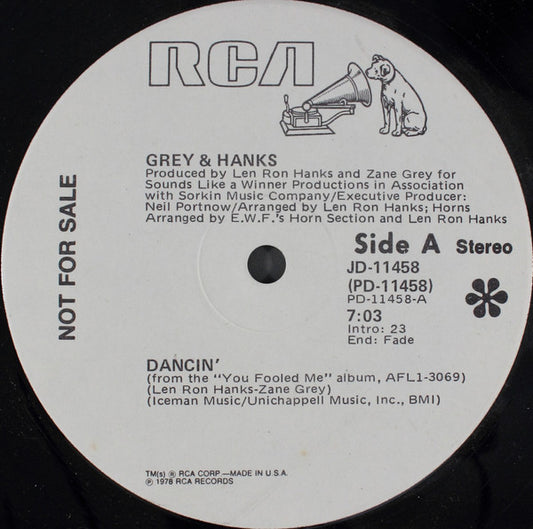 RCA
GREY & HANKS
Produced by Len Ron Hanks and Zane Grey for
Sounds Like a Winner Productions in Association
with Sorkin Music Company/Executive Producer:
Neil Portnow/Arranged by Len Ron Hanks; Horns
Arranged by E.W.F.'s Horn Section and Len Ron Hanks
NOT FOR SALE
Side A Stereo
JD-11458
(PD-11458)
PD-11458-A
7:03
Intro: 23
End: Fade
DANCIN'
(from the "You Fooled Me" album, AFL1-3069)
(Len Ron Hanks-Zane Grey)
(Iceman Music/Unichappell Music, Inc., BMI)
TM(s) ® RCA CORP.—MADE IN U.S.A.
℗ 1978 RCA RECORDS